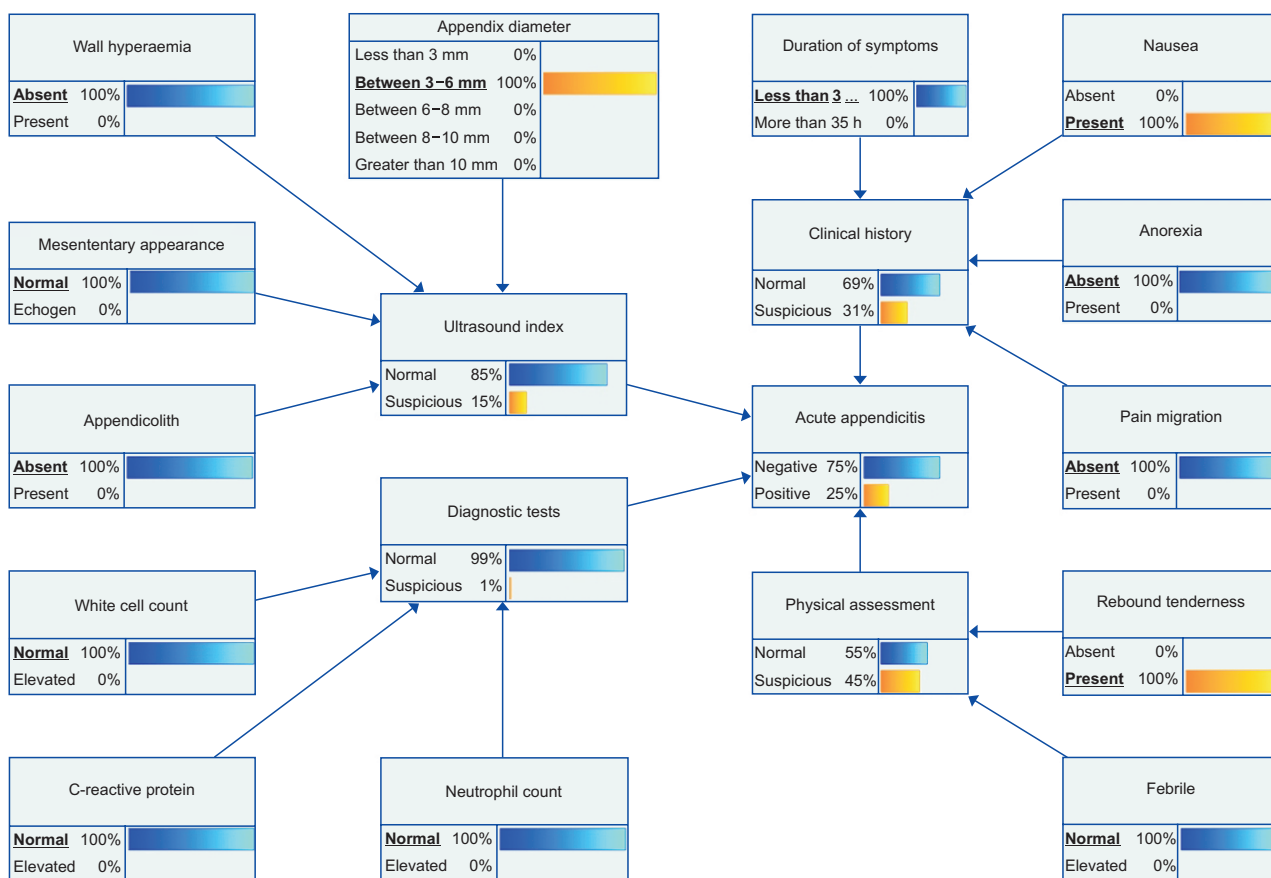 Wall hyperaemia
Absent 100%
Present 0%
Appendix diameter
Less than 3 mm 0%
Between 3–6 mm 100%
Between 6–8 mm 0%
Between 8–10 mm 0%
Greater than 10 mm 0%
Duration of symptoms
Less than 3 ... 100%
More than 35 h 0%
Nausea
Absent 0%
Present 100%
Mesententary appearance
Normal 100%
Echogen 0%
Ultrasound index
Normal 85%
Suspicious 15%
Clinical history
Normal 69%
Suspicious 31%
Anorexia
Absent 100%
Present 0%
Appendicolith
Absent 100%
Present 0%
Acute appendicitis
Negative 75%
Positive 25%
Pain migration
Absent 100%
Present 0%
Diagnostic tests
Normal 99%
Suspicious 1%
White cell count
Normal 100%
Elevated 0%
Physical assessment
Normal 55%
Suspicious 45%
Rebound tenderness
Absent 0%
Present 100%
C-reactive protein
Normal 100%
Elevated 0%
Neutrophil count
Normal 100%
Elevated 0%
Febrile
Normal 100%
Elevated 0%